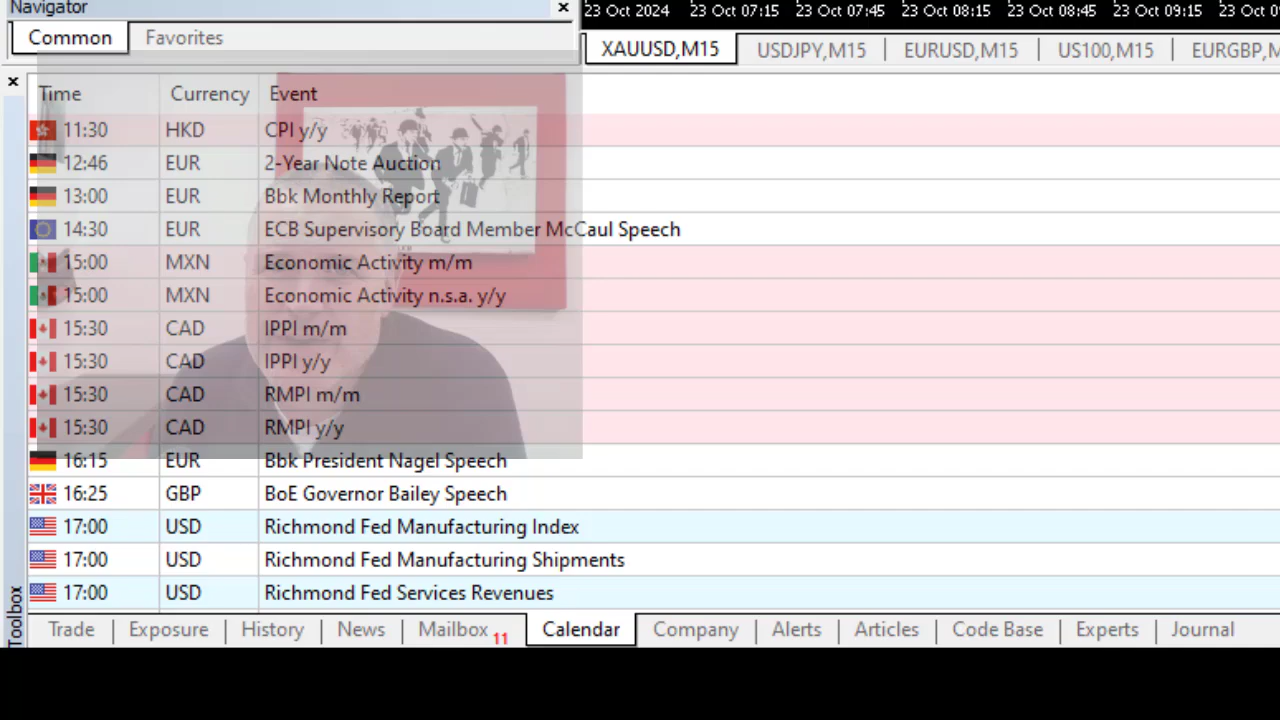 Navigator
23 Oct 2024 23 Oct 07:15 23 Oct 07:45 23 Oct 08:15 23 Oct 08:45 23 Oct 09:15 23 Oct
Common Favorites
XAUUSD,M15 USDJPY,M15 EURUSD,M15 US100,M15 EURGBP,M
Time Currency Event
11:30 HKD CPI y/y
12:46 EUR 2-Year Note Auction
13:00 EUR Bbk Monthly Report
14:30 EUR ECB Supervisory Board Member McCaul Speech
15:00 MXN Economic Activity m/m
15:00 MXN Economic Activity n.s.a. y/y
15:30 CAD IPPI m/m
15:30 CAD IPPI y/y
15:30 CAD RMPI m/m
15:30 CAD RMPI y/y
16:15 EUR Bbk President Nagel Speech
16:25 GBP BoE Governor Bailey Speech
17:00 USD Richmond Fed Manufacturing Index
17:00 USD Richmond Fed Manufacturing Shipments
17:00 USD Richmond Fed Services Revenues
Toolbox
Trade Exposure History News Mailbox 11 Calendar Company Alerts Articles Code Base Experts Journal